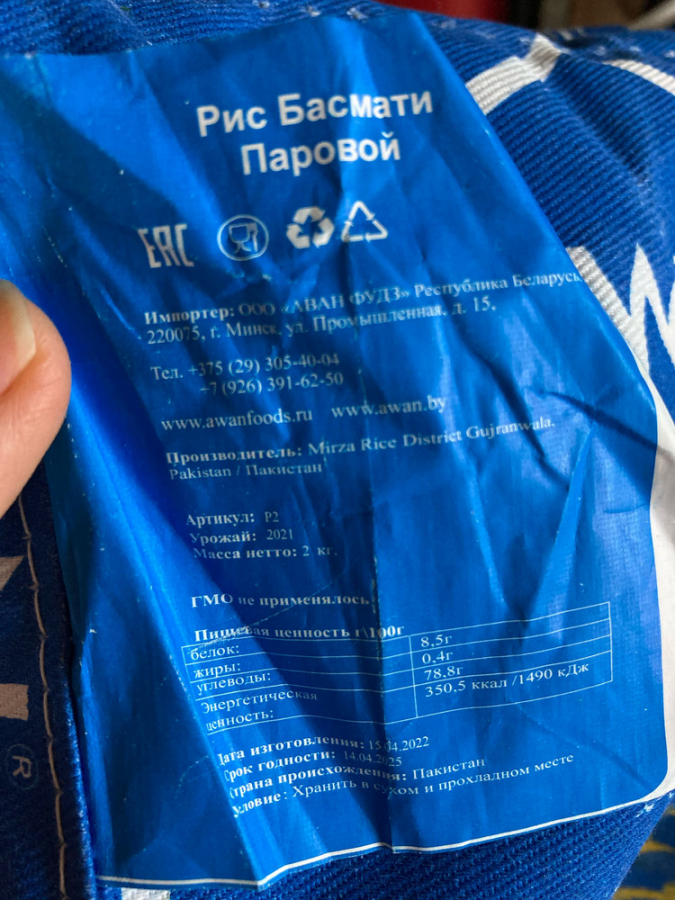 Рис Басмати
Паровой
EAC
Импортер: ООО «АВАН ФУДЗ» Республика Беларусь,
220075, г. Минск, ул. Промышленная, д. 15,
Тел. +375 (29) 305-40-04
+7 (926) 391-62-50
www.awanfoods.ru www.awan.by
Производитель: Mirza Rice District Gujranwala.
Pakistan / Пакистан
Артикул: P2
Урожай: 2021
Масса нетто: 2 кг.
ГМО не применялось
Пищевая ценность г\100г
белок: 8,5г
жиры: 0,4г
углеводы: 78.8г
Энергетическая ценность: 350,5 ккал /1490 кДж
Дата изготовления: 15.04.2022
Срок годности: 14.04.2025
Страна происхождения: Пакистан
Условие: Хранить в сухом и прохладном месте
®